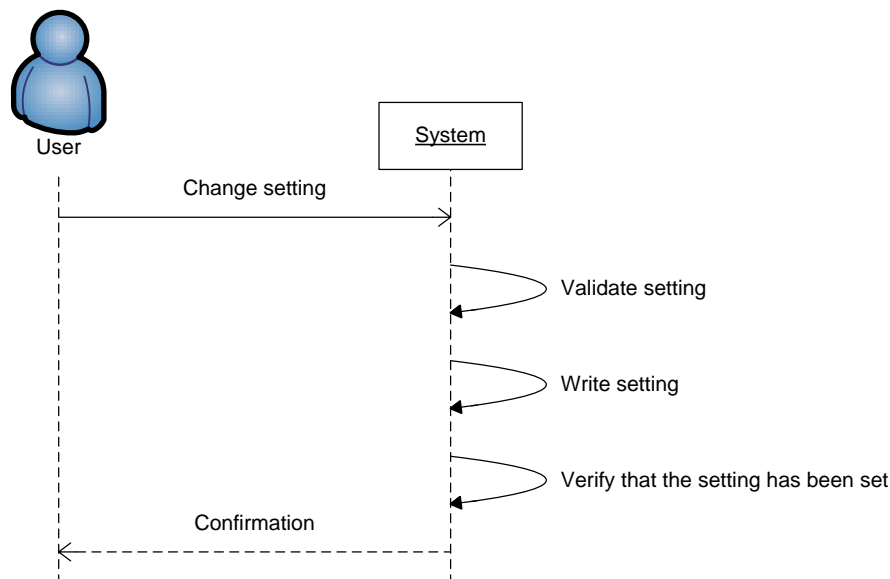 User
System
Change setting
Validate setting
Write setting
Verify that the setting has been set
Confirmation